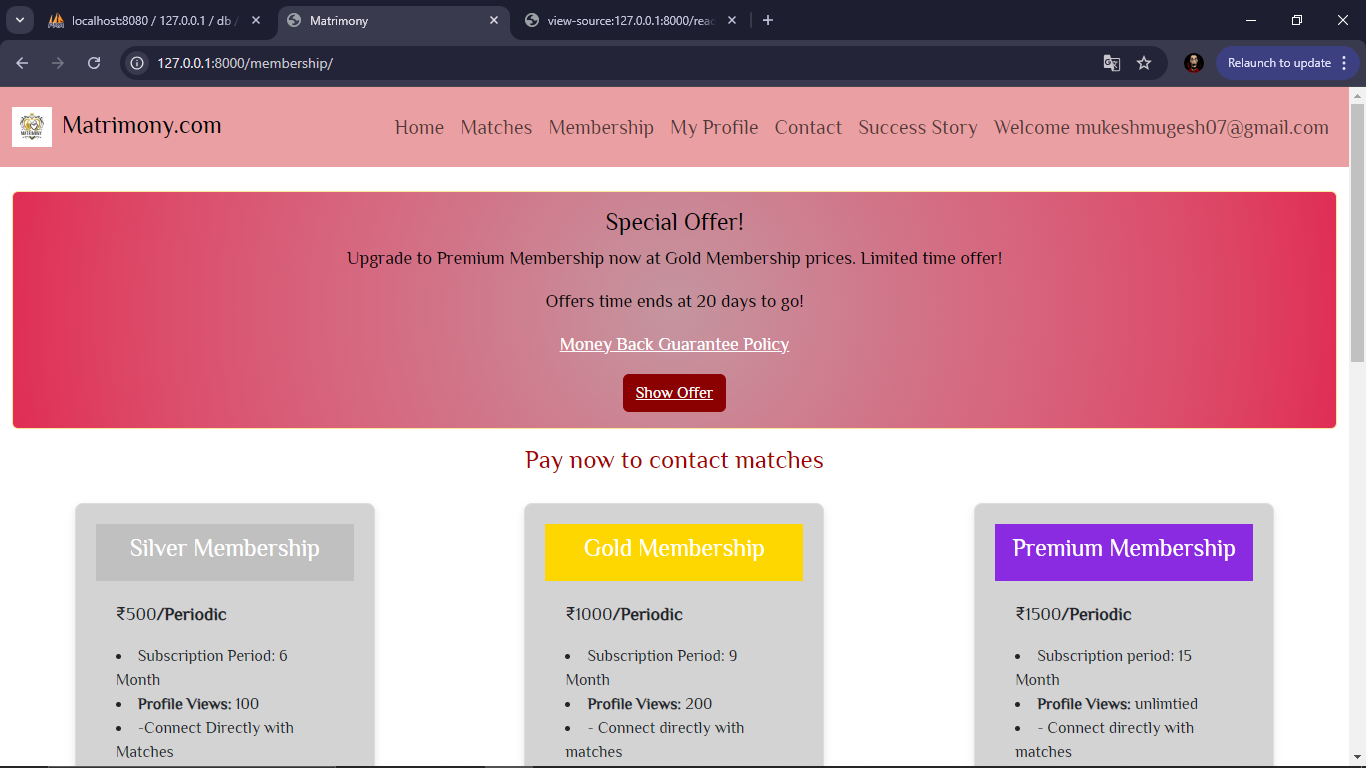 localhost:8080 / 127.0.0.1 / db
Matrimony
view-source:127.0.0.1:8000/read
127.0.0.1:8000/membership/
Relaunch to update
MATRIMONY
Matrimony.com
Home
Matches
Membership
My Profile
Contact
Success Story
Welcome mukeshmugesh07@gmail.com
Special Offer!
Upgrade to Premium Membership now at Gold Membership prices. Limited time offer!
Offers time ends at 20 days to go!
Money Back Guarantee Policy
Show Offer
Pay now to contact matches
Silver Membership
₹500/Periodic
• Subscription Period: 6
Month
• Profile Views: 100
• -Connect Directly with
Matches
Gold Membership
₹1000/Periodic
• Subscription Period: 9
Month
• Profile Views: 200
• - Connect directly with
matches
Premium Membership
₹1500/Periodic
• Subscription period: 15
Month
• Profile Views: unlimtied
• - Connect directly with
matches